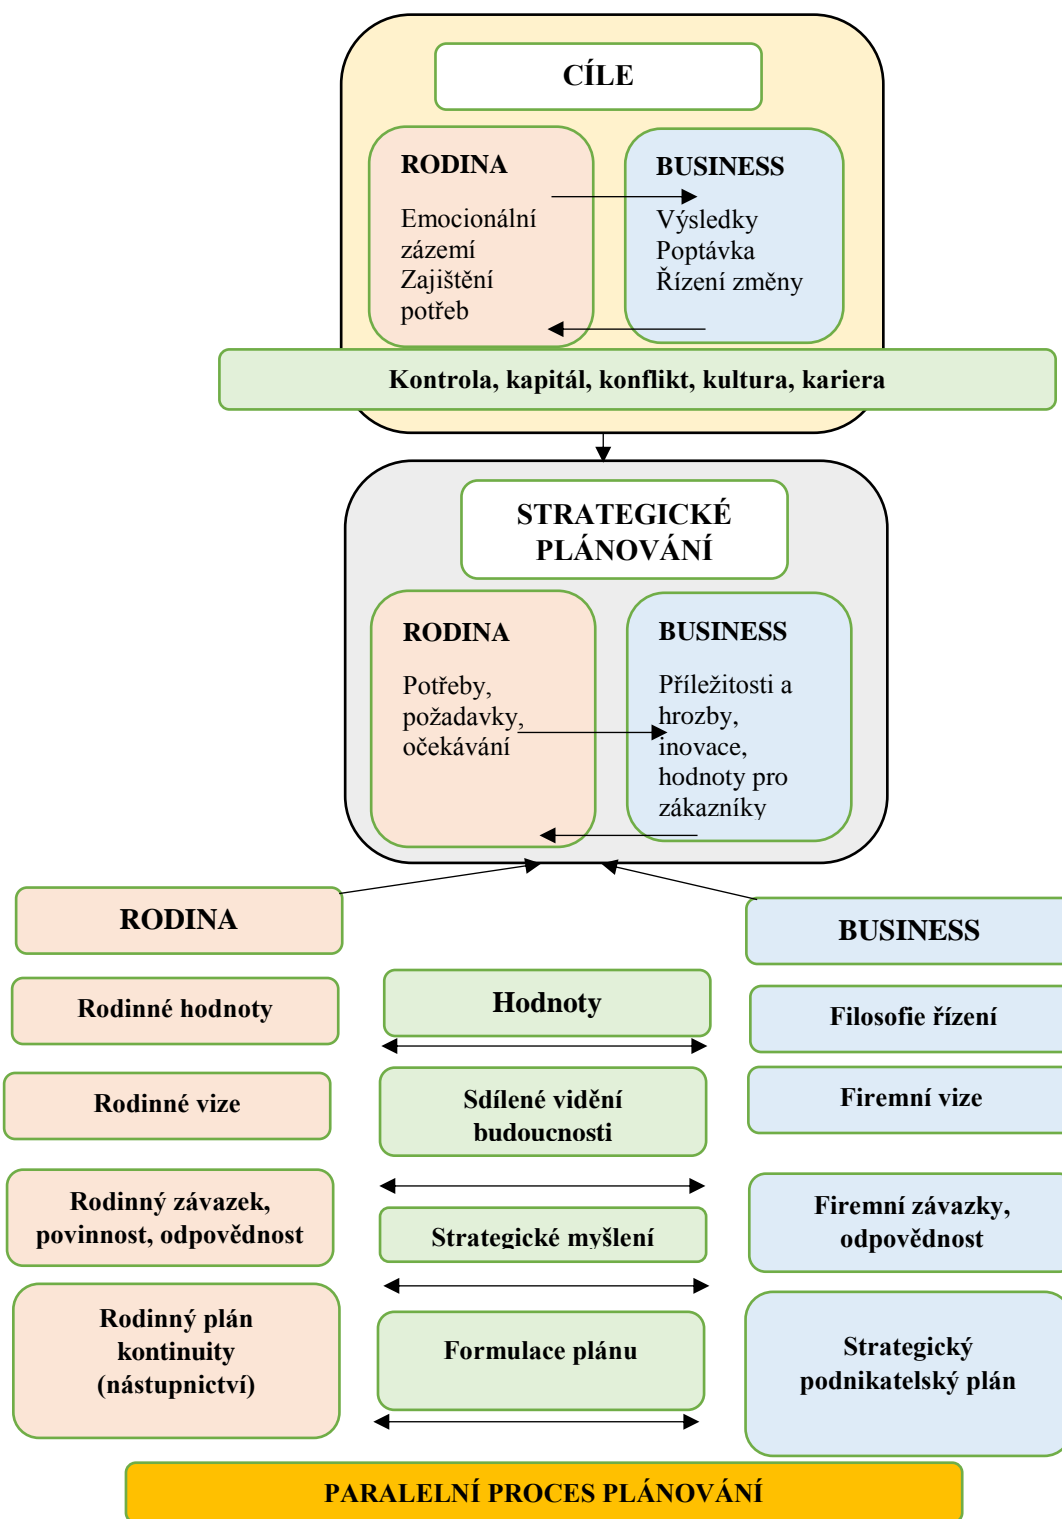 CÍLE
RODINA
Emocionální
zázemí
Zajištění
potřeb
BUSINESS
Výsledky
Poptávka
Řízení změny
Kontrola, kapitál, konflikt, kultura, kariera
STRATEGICKÉ
PLÁNOVÁNÍ
RODINA
Potřeby,
požadavky,
očekávání
BUSINESS
Příležitosti a
hrozby,
inovace,
hodnoty pro
zákazníky
RODINA
BUSINESS
Rodinné hodnoty
Hodnoty
Filosofie řízení
Rodinné vize
Sdílené vidění
budoucnosti
Firemní vize
Rodinný závazek,
povinnost, odpovědnost
Strategické myšlení
Firemní závazky,
odpovědnost
Rodinný plán
kontinuity
(nástupnictví)
Formulace plánu
Strategický
podnikatelský plán
PARALELNÍ PROCES PLÁNOVÁNÍ